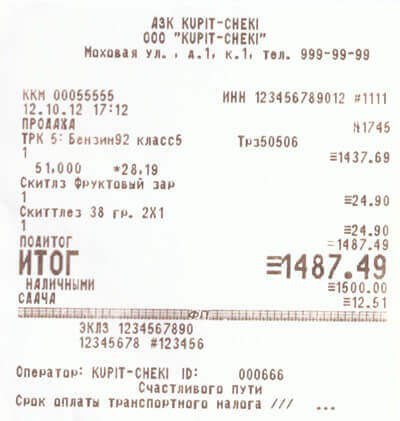 АЗК KUPIT-CHEKI
ООО "KUPIT-CHEKI"
Моховая ул., д.1, к.1, тел. 999-99-99
ККМ 00055555 ИНН 123456789012 #1111
12.10.12 17:12
ПРОДАЖА №1745
ТРК 5: Бензин92 класс5 Трз50506
1 ≡1437.69
51,000 *28,19
Скитлз Фруктовый зар
1 ≡24.90
Скиттлез 38 гр. 2X1
1 ≡24.90
ПОДИТОГ ≡1487.49
ИТОГ ≡1487.49
НАЛИЧНЫМИ ≡1500.00
СДАЧА ≡12.51
ФП
ЭКЛЗ 1234567890
12345678 #123456
Оператор: KUPIT-CHEKI ID: 000666
Счастливого пути
Срок оплаты транспортного налога /// ...